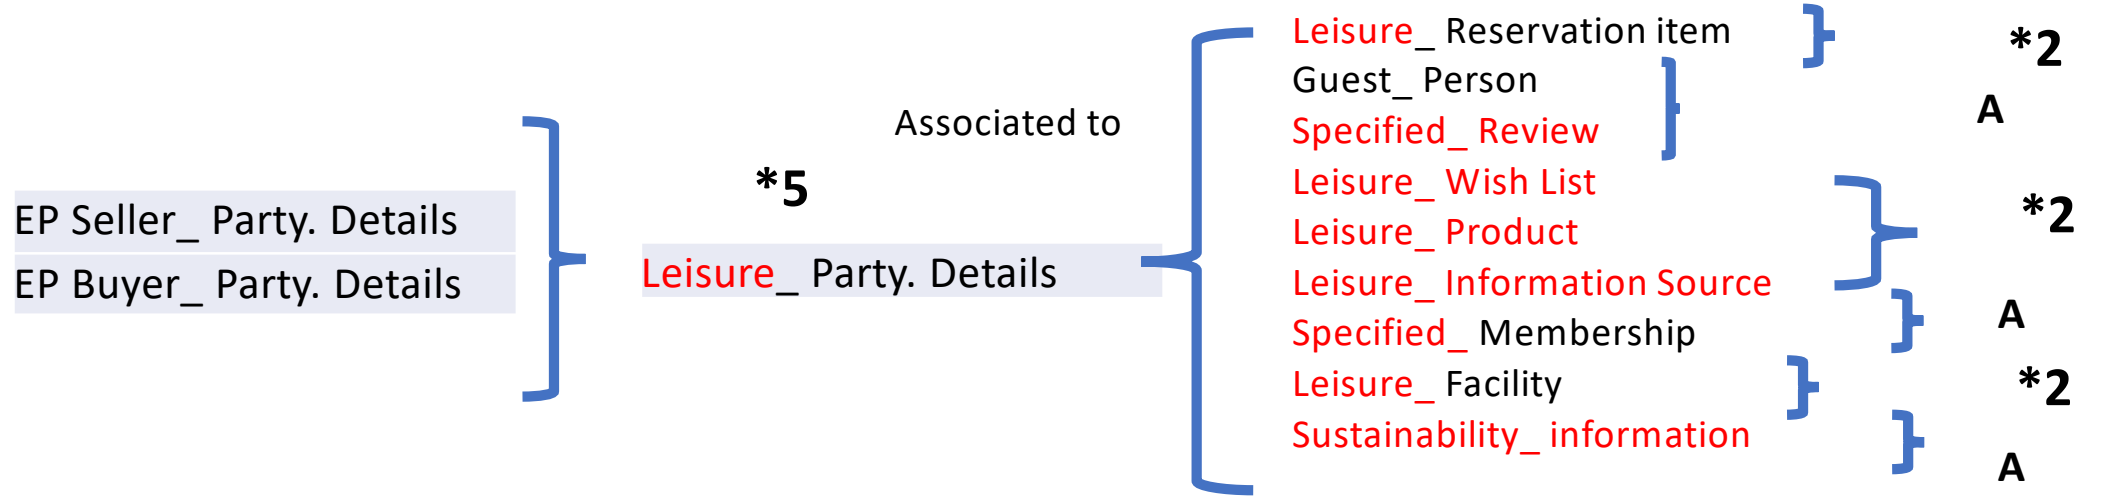 EP Seller_ Party. Details
EP Buyer_ Party. Details
*5
Leisure_ Party. Details
Associated to
Leisure_ Reservation item
Guest_ Person
Specified_ Review
Leisure_ Wish List
Leisure_ Product
Leisure_ Information Source
Specified_ Membership
Leisure_ Facility
Sustainability_ information
*2
A
*2
A
*2
A